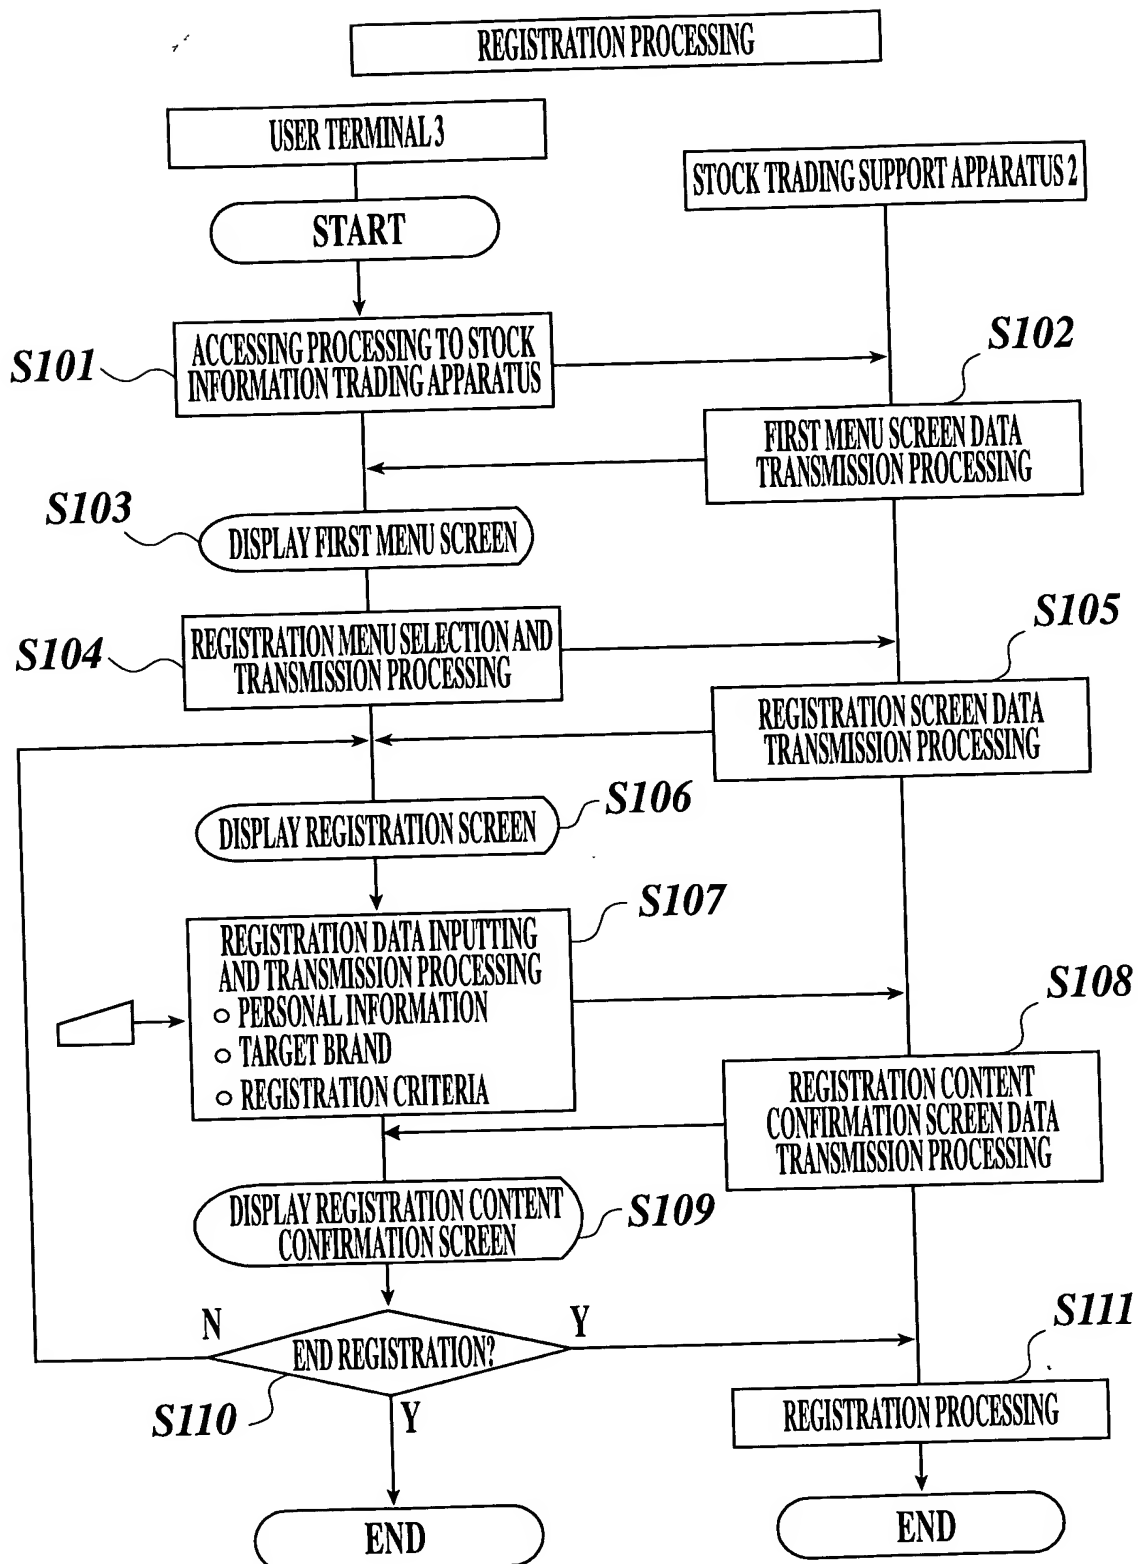 REGISTRATION PROCESSING
USER TERMINAL 3
STOCK TRADING SUPPORT APPARATUS 2
START
S101
ACCESSING PROCESSING TO STOCK
INFORMATION TRADING APPARATUS
S102
FIRST MENU SCREEN DATA
TRANSMISSION PROCESSING
S103
DISPLAY FIRST MENU SCREEN
S104
REGISTRATION MENU SELECTION AND
TRANSMISSION PROCESSING
S105
REGISTRATION SCREEN DATA
TRANSMISSION PROCESSING
S106
DISPLAY REGISTRATION SCREEN
S107
REGISTRATION DATA INPUTTING
AND TRANSMISSION PROCESSING
○ PERSONAL INFORMATION
○ TARGET BRAND
○ REGISTRATION CRITERIA
S108
REGISTRATION CONTENT
CONFIRMATION SCREEN DATA
TRANSMISSION PROCESSING
DISPLAY REGISTRATION CONTENT
CONFIRMATION SCREEN
S109
N
Y
END REGISTRATION?
S110
Y
S111
REGISTRATION PROCESSING
END
END